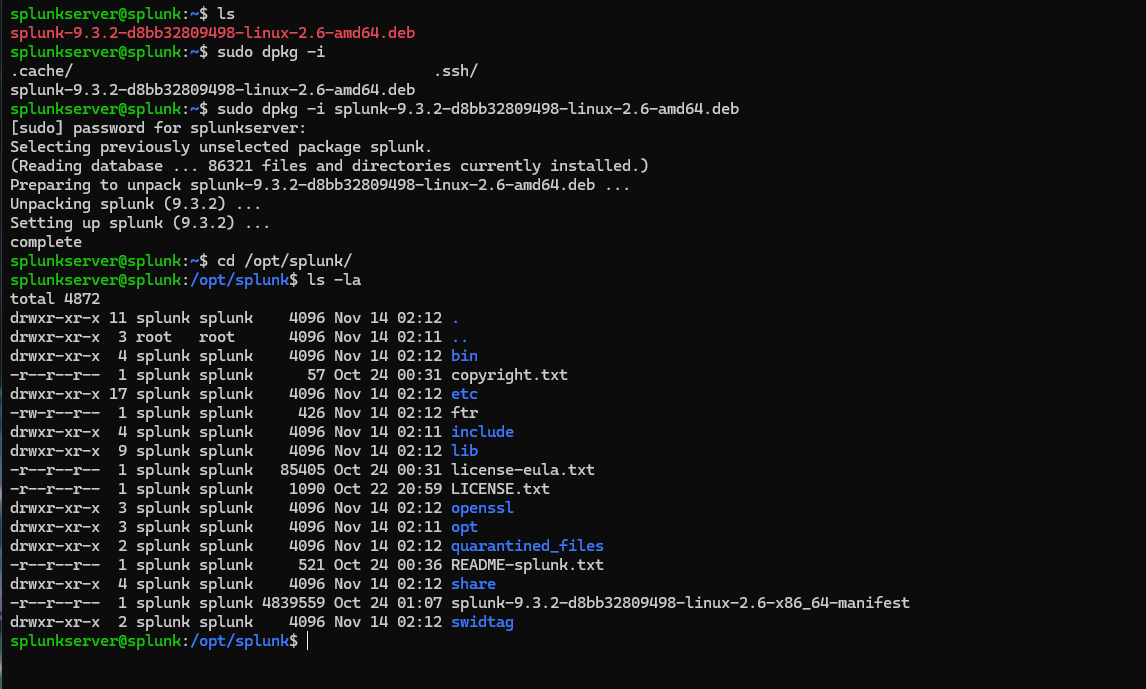 splunkserver@splunk:~$ ls
splunk-9.3.2-d8bb32809498-linux-2.6-amd64.deb
splunkserver@splunk:~$ sudo dpkg -i
.cache/                                        .ssh/
splunk-9.3.2-d8bb32809498-linux-2.6-amd64.deb
splunkserver@splunk:~$ sudo dpkg -i splunk-9.3.2-d8bb32809498-linux-2.6-amd64.deb
[sudo] password for splunkserver:
Selecting previously unselected package splunk.
(Reading database ... 86321 files and directories currently installed.)
Preparing to unpack splunk-9.3.2-d8bb32809498-linux-2.6-amd64.deb ...
Unpacking splunk (9.3.2) ...
Setting up splunk (9.3.2) ...
complete
splunkserver@splunk:~$ cd /opt/splunk/
splunkserver@splunk:/opt/splunk$ ls -la
total 4872
drwxr-xr-x 11 splunk splunk    4096 Nov 14 02:12 .
drwxr-xr-x  3 root   root      4096 Nov 14 02:11 ..
drwxr-xr-x  4 splunk splunk    4096 Nov 14 02:12 bin
-r--r--r--  1 splunk splunk      57 Oct 24 00:31 copyright.txt
drwxr-xr-x 17 splunk splunk    4096 Nov 14 02:12 etc
-rw-r--r--  1 splunk splunk     426 Nov 14 02:12 ftr
drwxr-xr-x  4 splunk splunk    4096 Nov 14 02:11 include
drwxr-xr-x  9 splunk splunk    4096 Nov 14 02:12 lib
-r--r--r--  1 splunk splunk   85405 Oct 24 00:31 license-eula.txt
-r--r--r--  1 splunk splunk    1090 Oct 22 20:59 LICENSE.txt
drwxr-xr-x  3 splunk splunk    4096 Nov 14 02:12 openssl
drwxr-xr-x  3 splunk splunk    4096 Nov 14 02:11 opt
drwxr-xr-x  2 splunk splunk    4096 Nov 14 02:12 quarantined_files
-r--r--r--  1 splunk splunk     521 Oct 24 00:36 README-splunk.txt
drwxr-xr-x  4 splunk splunk    4096 Nov 14 02:12 share
-r--r--r--  1 splunk splunk 4839559 Oct 24 01:07 splunk-9.3.2-d8bb32809498-linux-2.6-x86_64-manifest
drwxr-xr-x  2 splunk splunk    4096 Nov 14 02:12 swidtag
splunkserver@splunk:/opt/splunk$